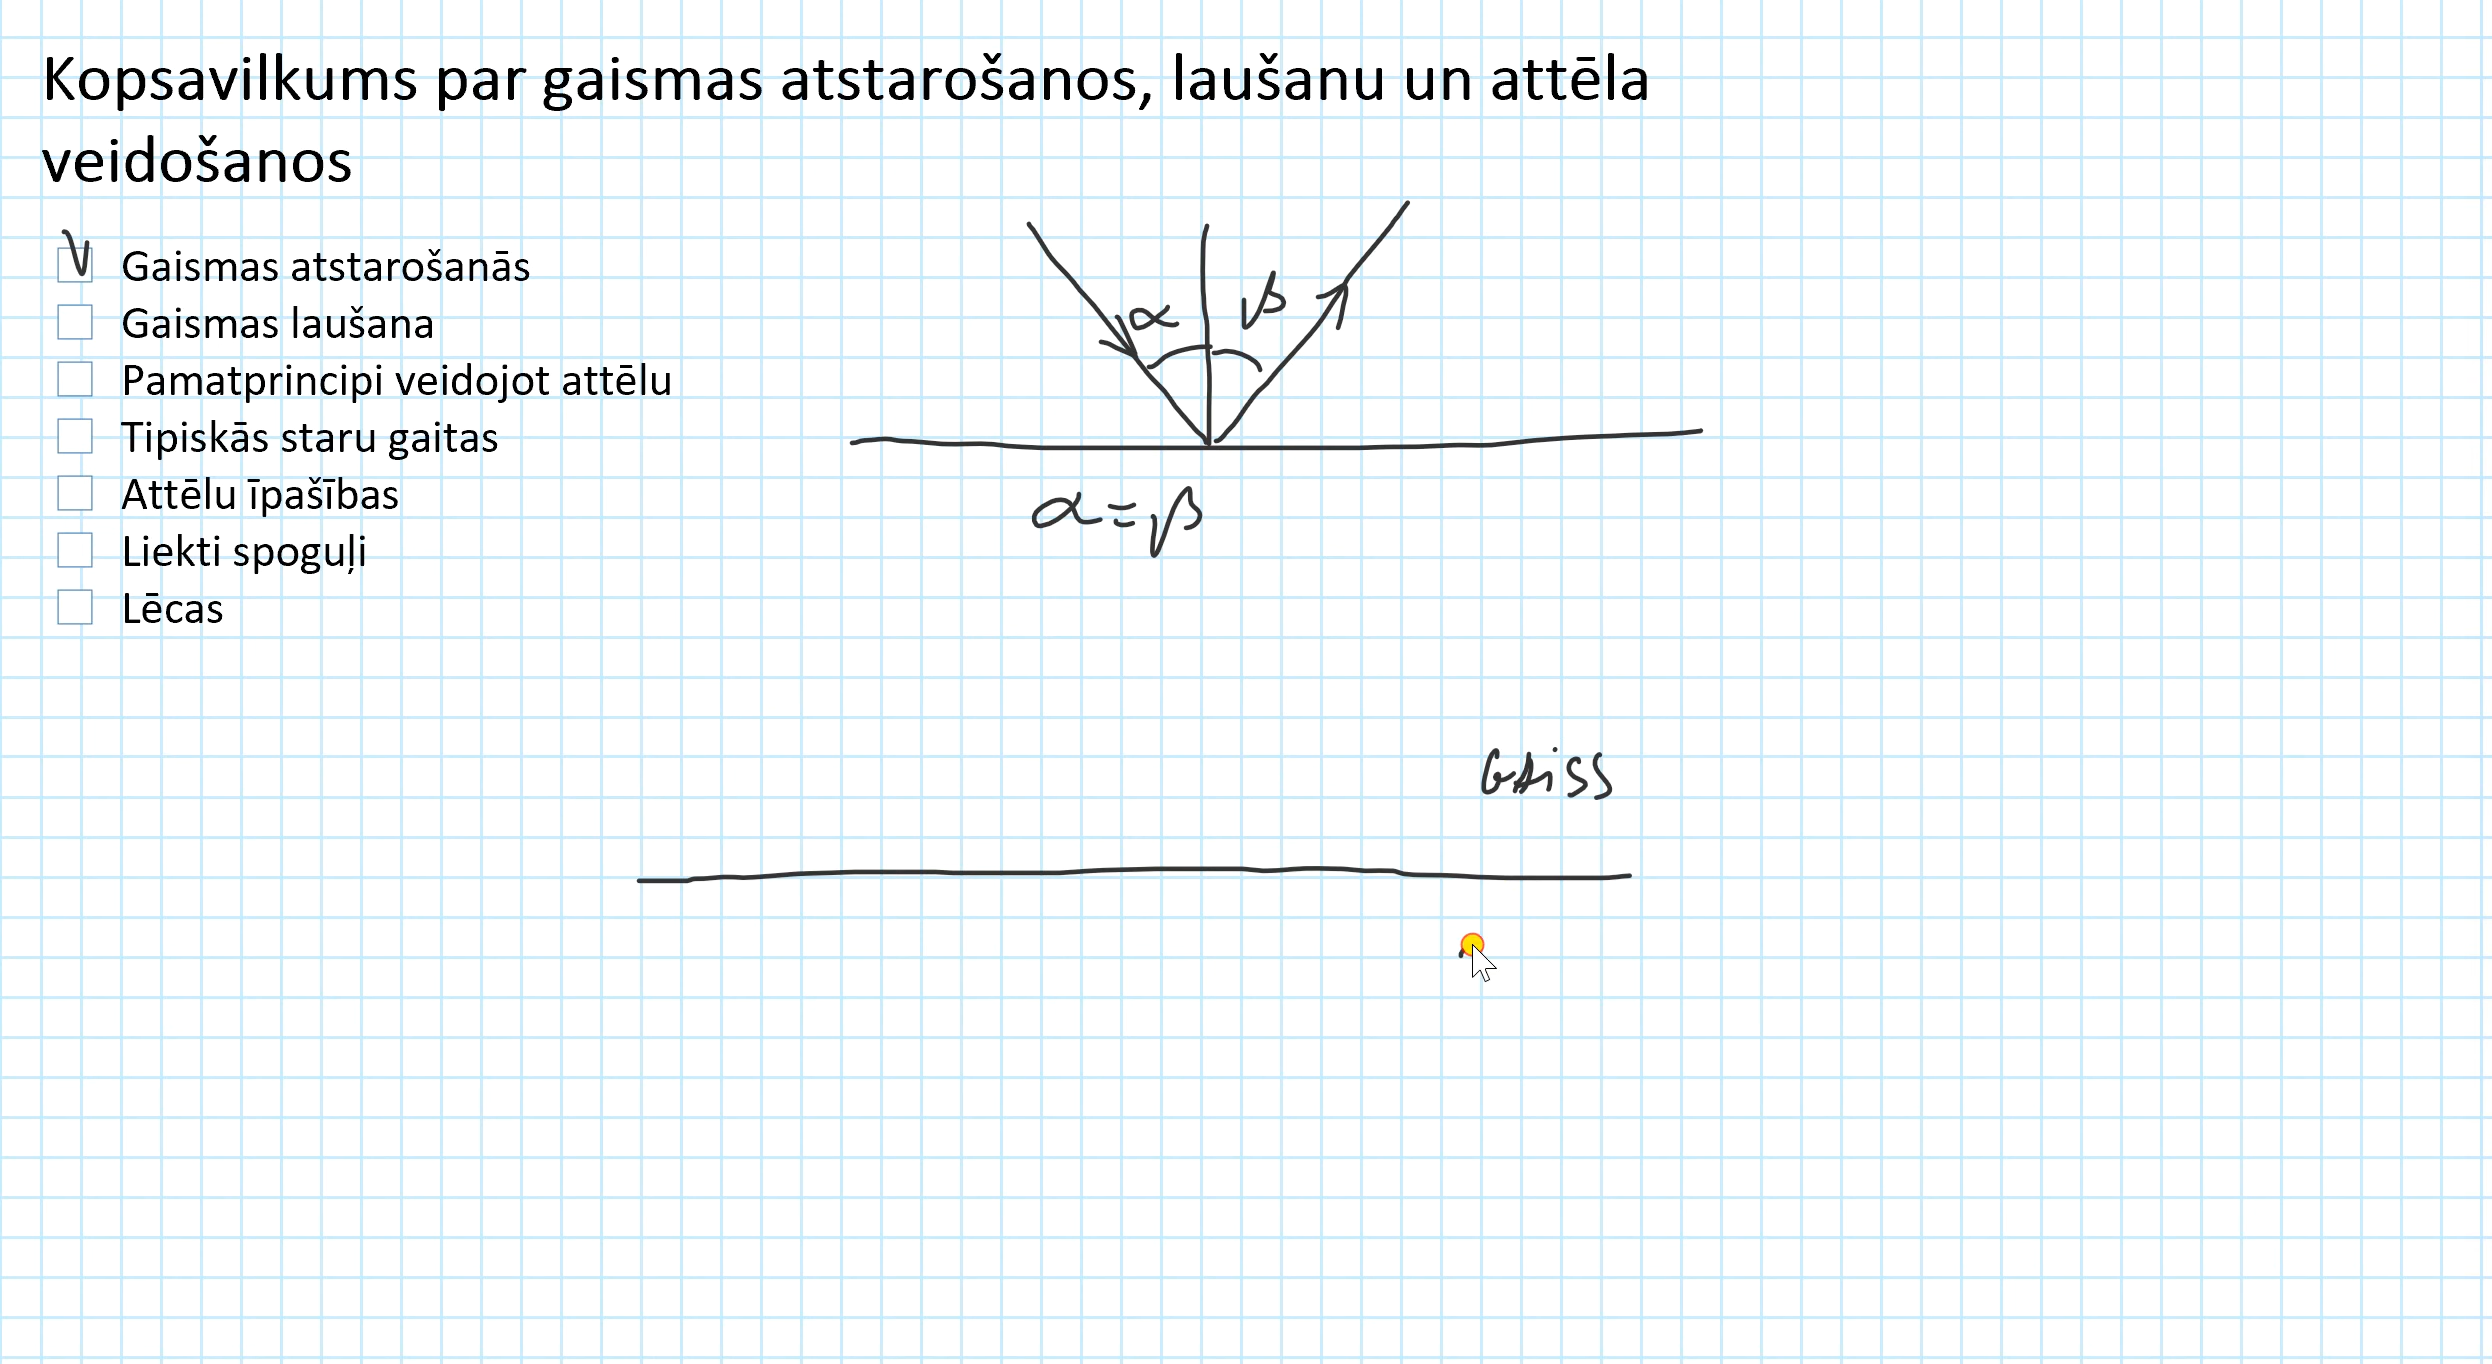 Kopsavilkums par gaismas atstarošanos, laušanu un attēla
veidošanos
Gaismas atstarošanās
Gaismas laušana
Pamatprincipi veidojot attēlu
Tipiskās staru gaitas
Attēlu īpašības
Liekti spoguļi
Lēcas
α β
α=β
GAiSS